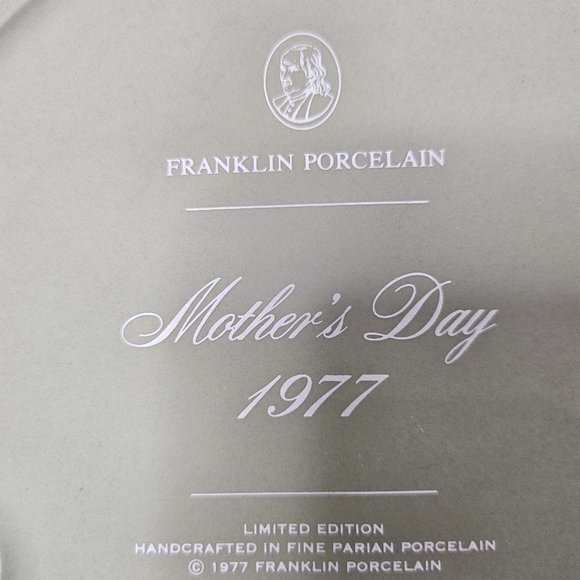 FRANKLIN PORCELAIN
Mother's Day
1977
LIMITED EDITION
HANDCRAFTED IN FINE PARIAN PORCELAIN
© 1977 FRANKLIN PORCELAIN